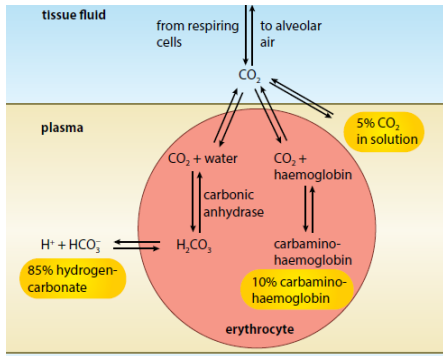 tissue fluid
from respiring
cells
to alveolar
air
CO₂
plasma
5% CO₂
in solution
CO₂ + water
CO₂ +
haemoglobin
carbonic
anhydrase
H⁺ + HCO₃⁻
H₂CO₃
carbamino-
haemoglobin
85% hydrogen-
carbonate
10% carbamino-
haemoglobin
erythrocyte